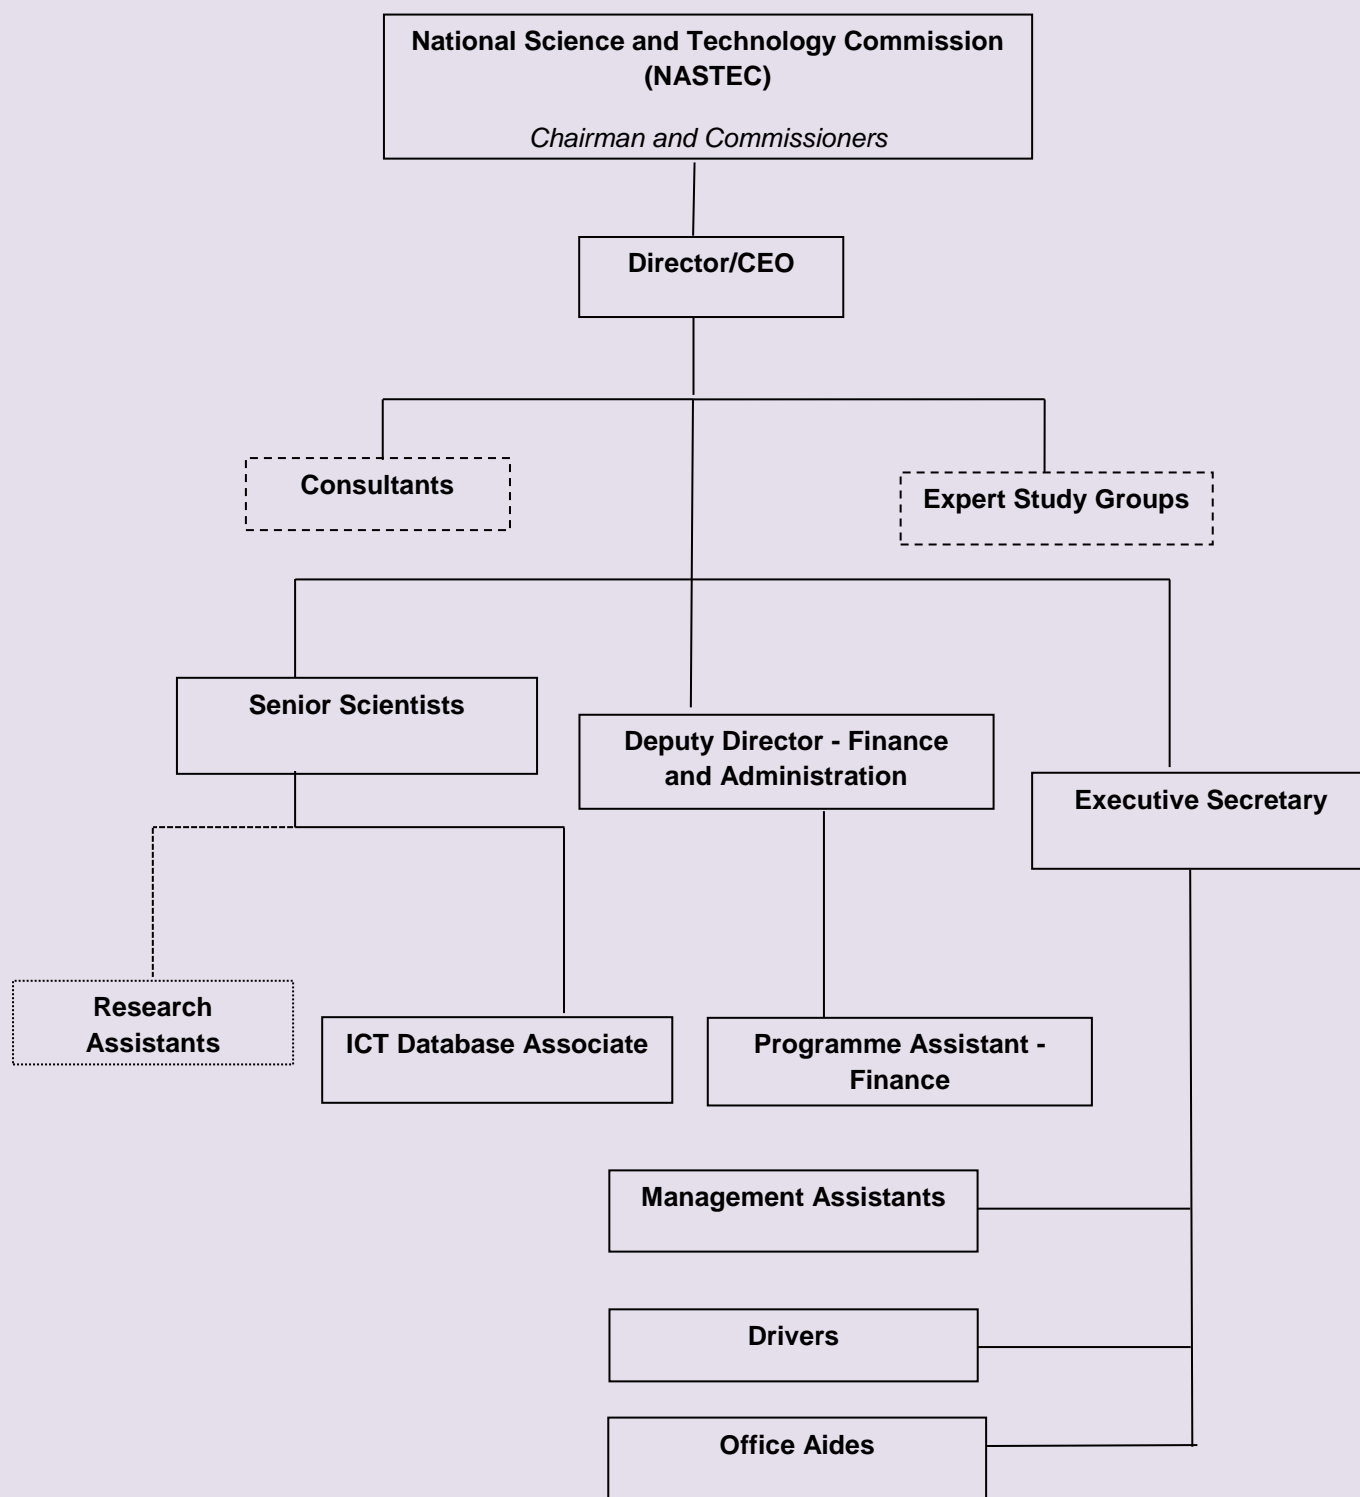 National Science and Technology Commission
(NASTEC)
Chairman and Commissioners
Director/CEO
Consultants
Expert Study Groups
Senior Scientists
Deputy Director - Finance
and Administration
Executive Secretary
Research
Assistants
ICT Database Associate
Programme Assistant -
Finance
Management Assistants
Drivers
Office Aides